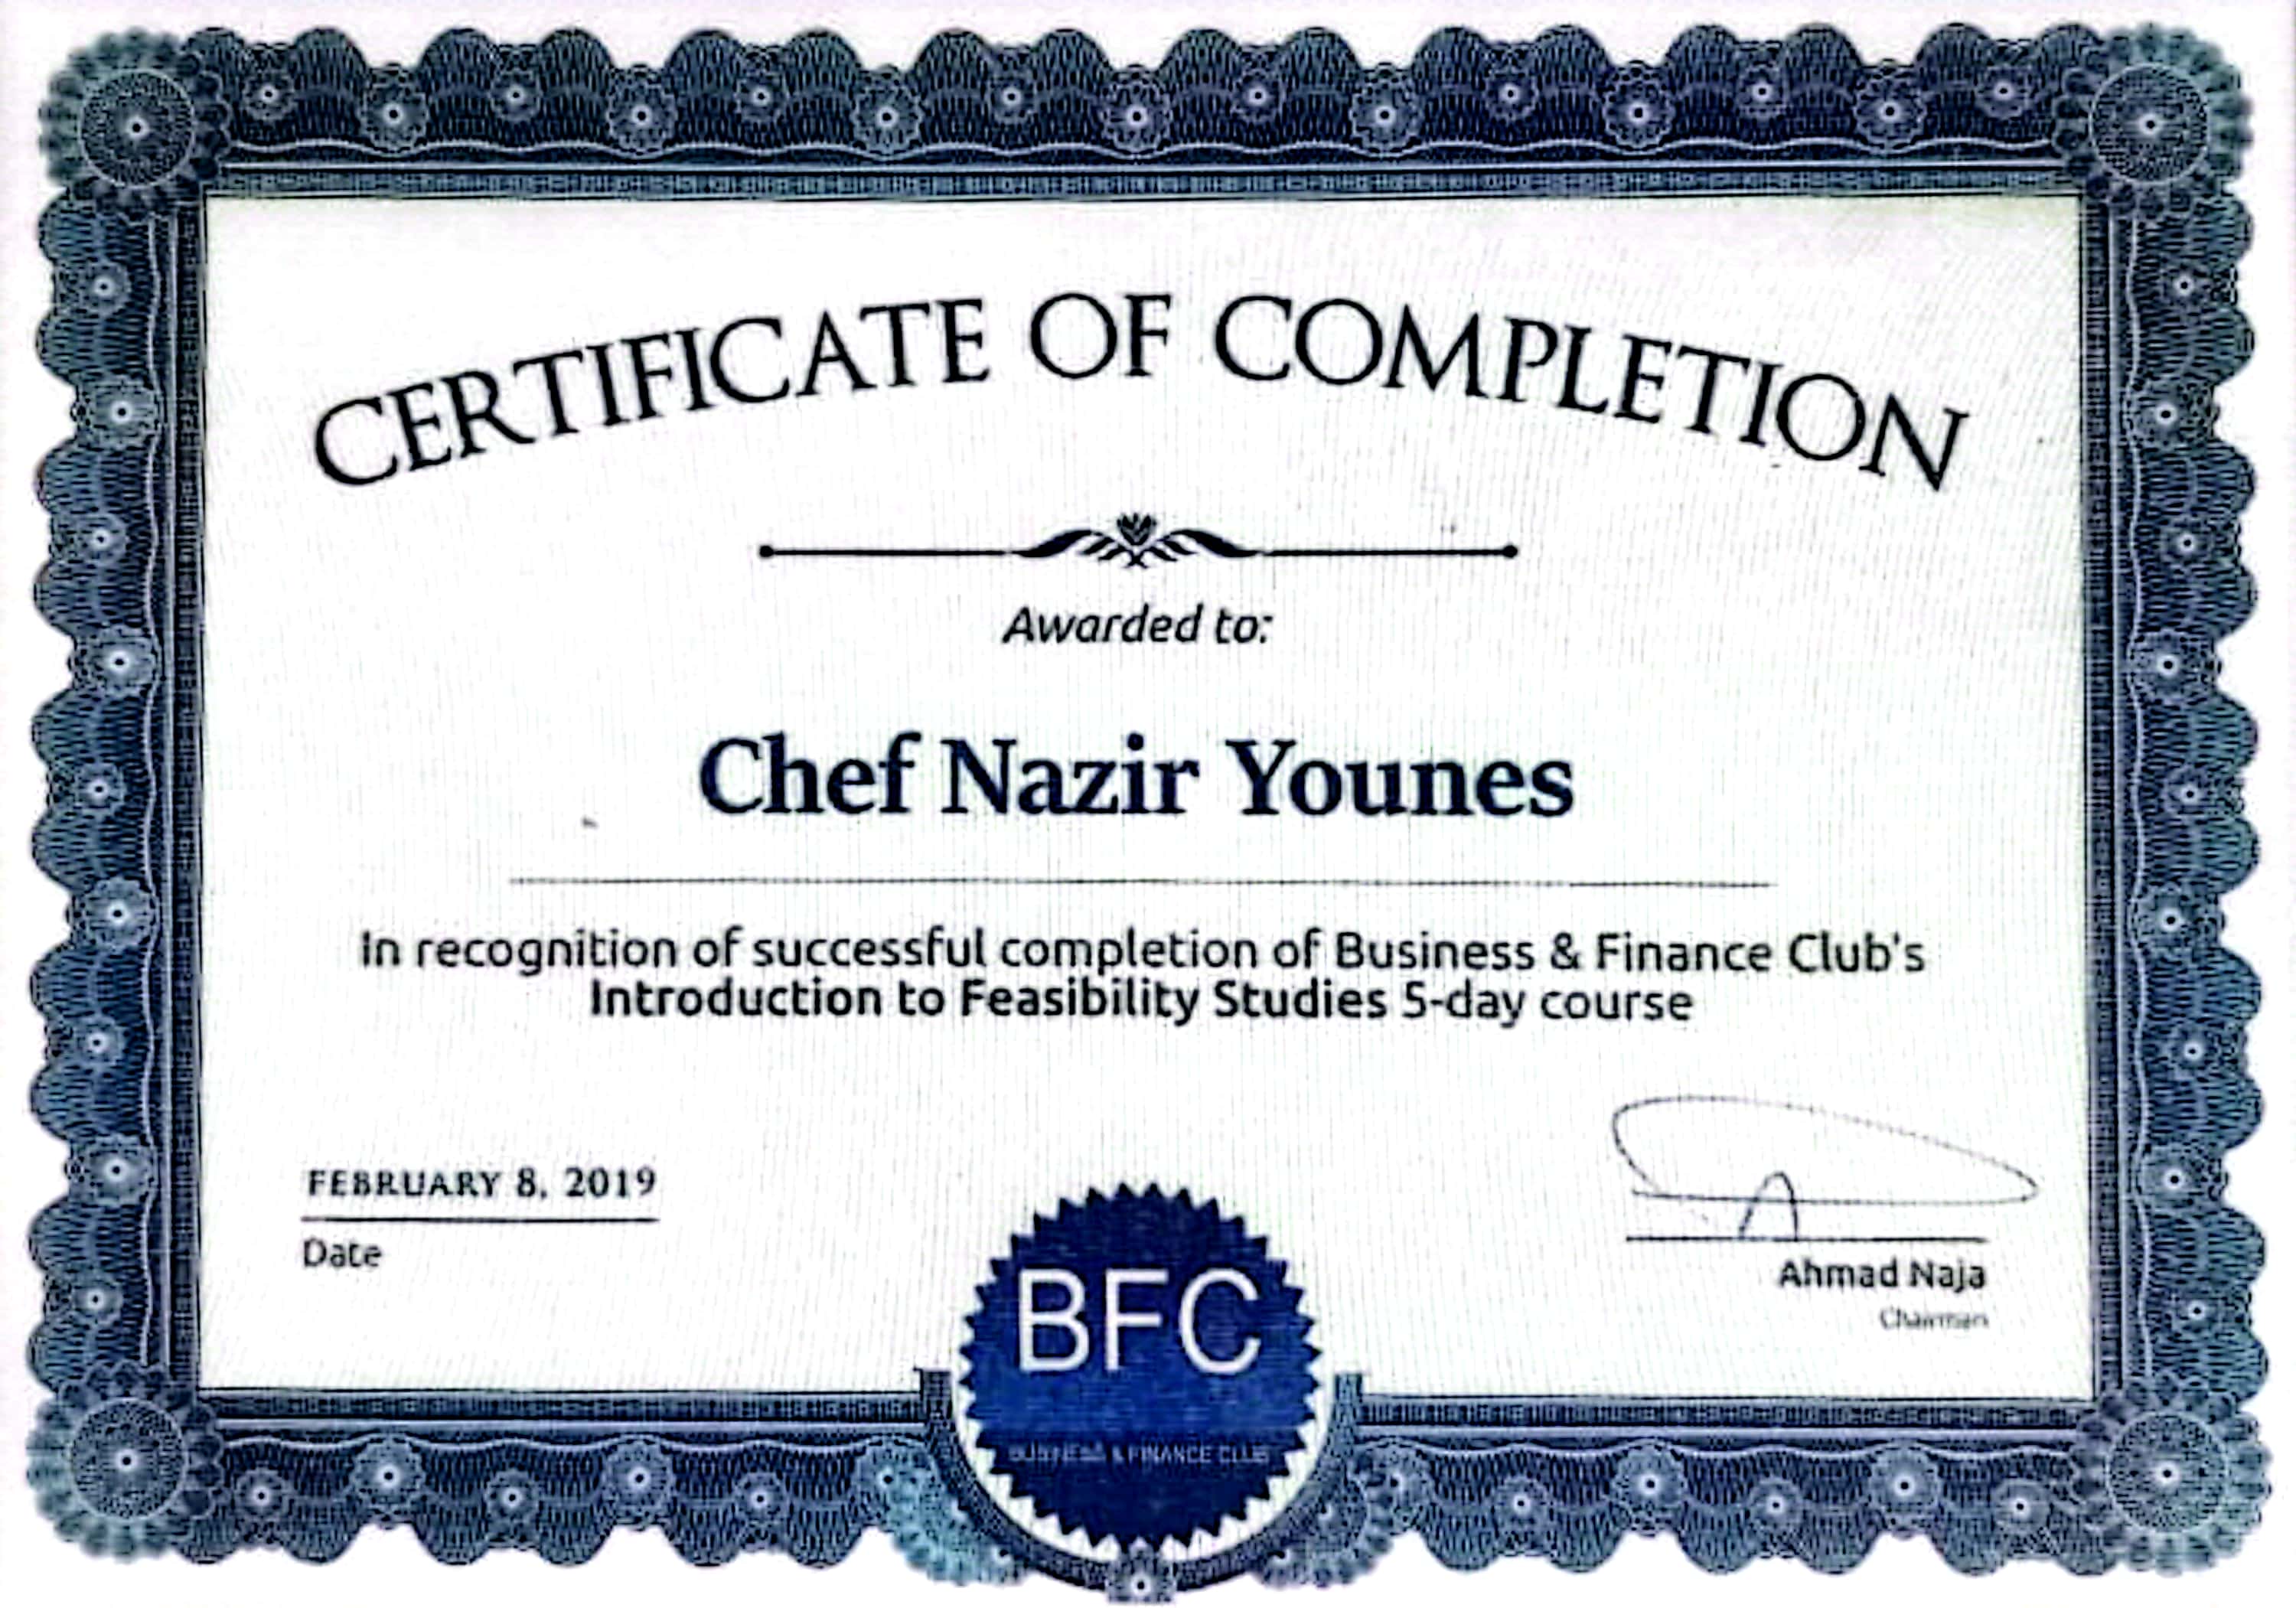 CERTIFICATE OF COMPLETION
Awarded to:
Chef Nazir Younes
In recognition of successful completion of Business & Finance Club's
Introduction to Feasibility Studies 5-day course
FEBRUARY 8, 2019
Date
Ahmad Naja
Chairman
BFC
BUSINESS & FINANCE CLUB